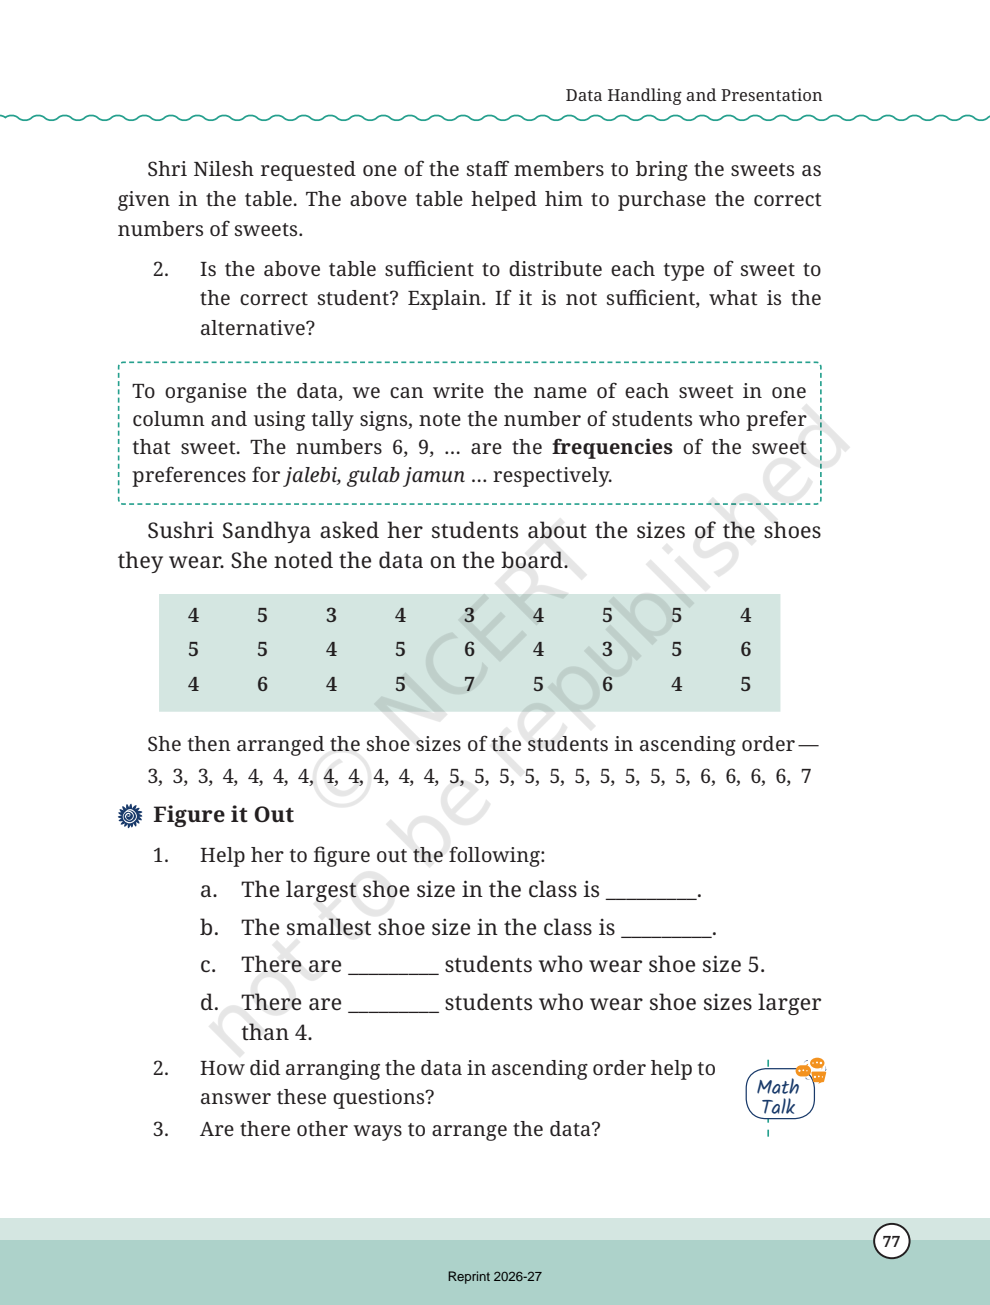 Data Handling and Presentation
Shri Nilesh requested one of the staff members to bring the sweets as
given in the table. The above table helped him to purchase the correct
numbers of sweets.
2. Is the above table sufficient to distribute each type of sweet to
the correct student? Explain. If it is not sufficient, what is the
alternative?
To organise the data, we can write the name of each sweet in one
column and using tally signs, note the number of students who prefer
that sweet. The numbers 6, 9, ... are the frequencies of the sweet
preferences for jalebi, gulab jamun ... respectively.
Sushri Sandhya asked her students about the sizes of the shoes
they wear. She noted the data on the board.
4 5 3 4 3 4 5 5 4
5 5 4 5 6 4 3 5 6
4 6 4 5 7 5 6 4 5
She then arranged the shoe sizes of the students in ascending order —
3, 3, 3, 4, 4, 4, 4, 4, 4, 4, 4, 4, 5, 5, 5, 5, 5, 5, 5, 5, 5, 5, 6, 6, 6, 6, 7
Figure it Out
1. Help her to figure out the following:
a. The largest shoe size in the class is _________.
b. The smallest shoe size in the class is _________.
c. There are _________ students who wear shoe size 5.
d. There are _________ students who wear shoe sizes larger
than 4.
2. How did arranging the data in ascending order help to
answer these questions?
Math
Talk
3. Are there other ways to arrange the data?
77
Reprint 2026-27
© NCERT
not to be republished